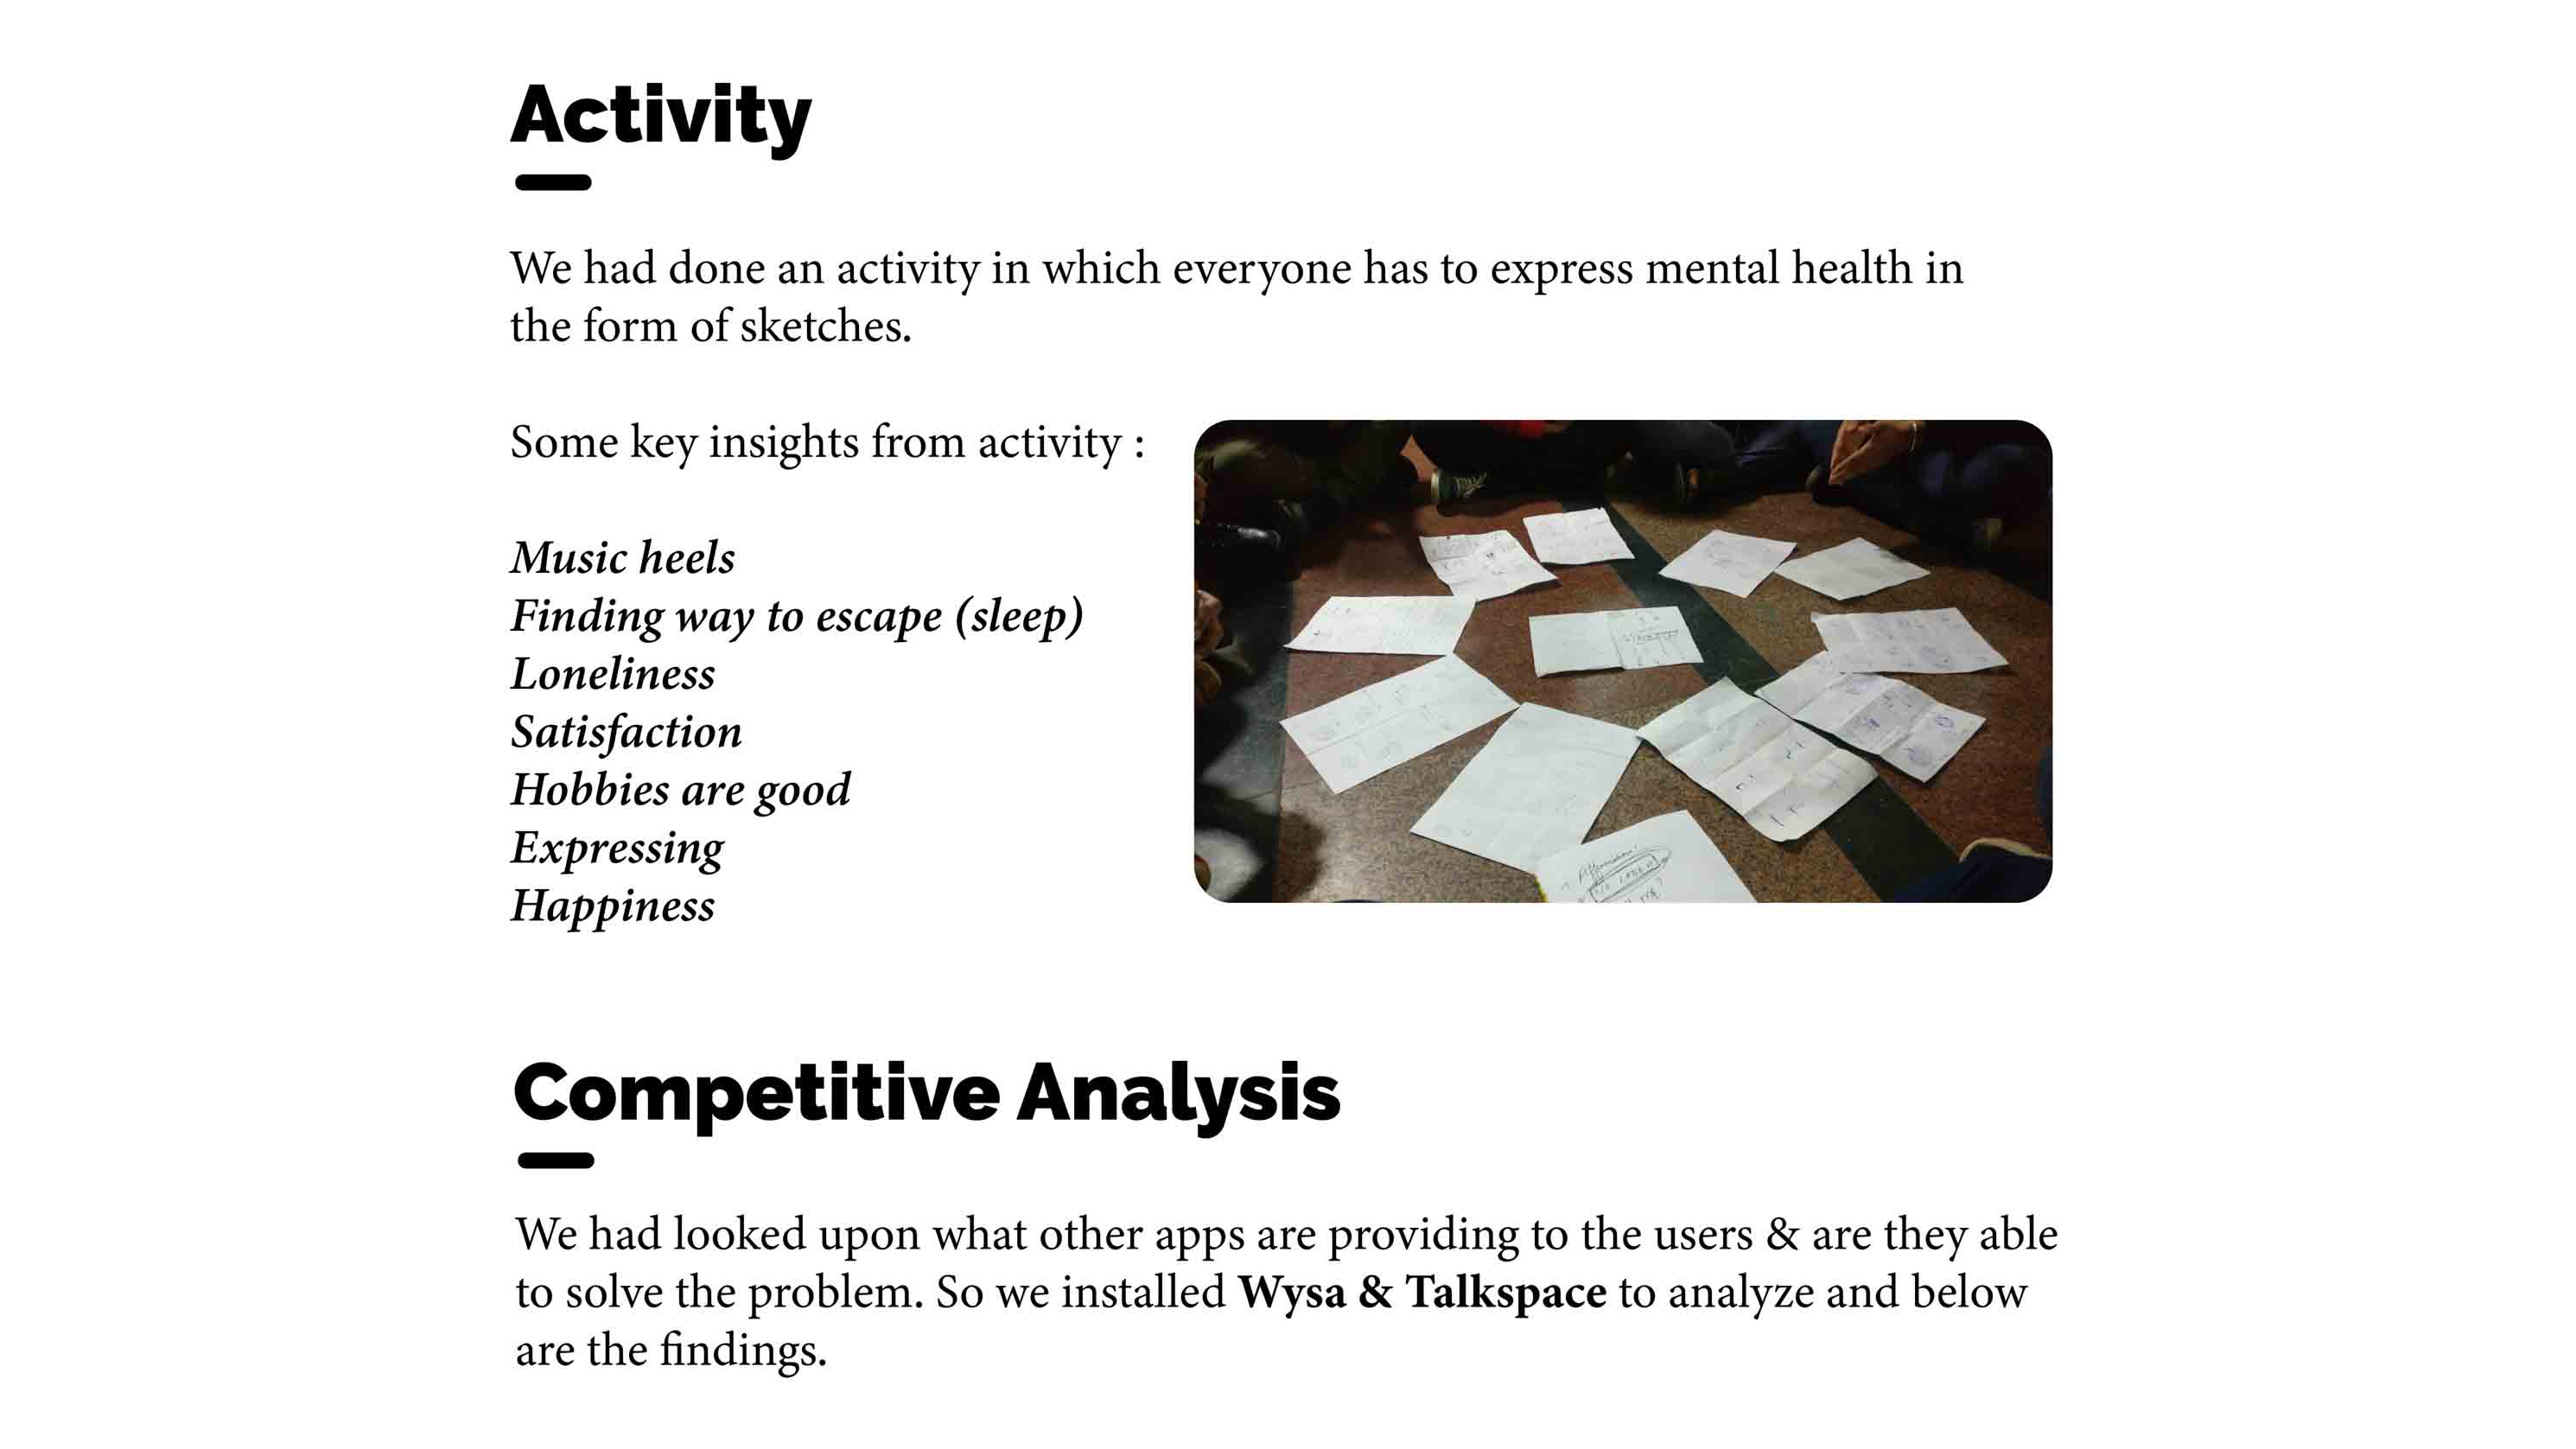 Activity
We had done an activity in which everyone has to express mental health in
the form of sketches.
Some key insights from activity :
Music heels
Finding way to escape (sleep)
Loneliness
Satisfaction
Hobbies are good
Expressing
Happiness
Competitive Analysis
We had looked upon what other apps are providing to the users & are they able
to solve the problem. So we installed Wysa & Talkspace to analyze and below
are the findings.